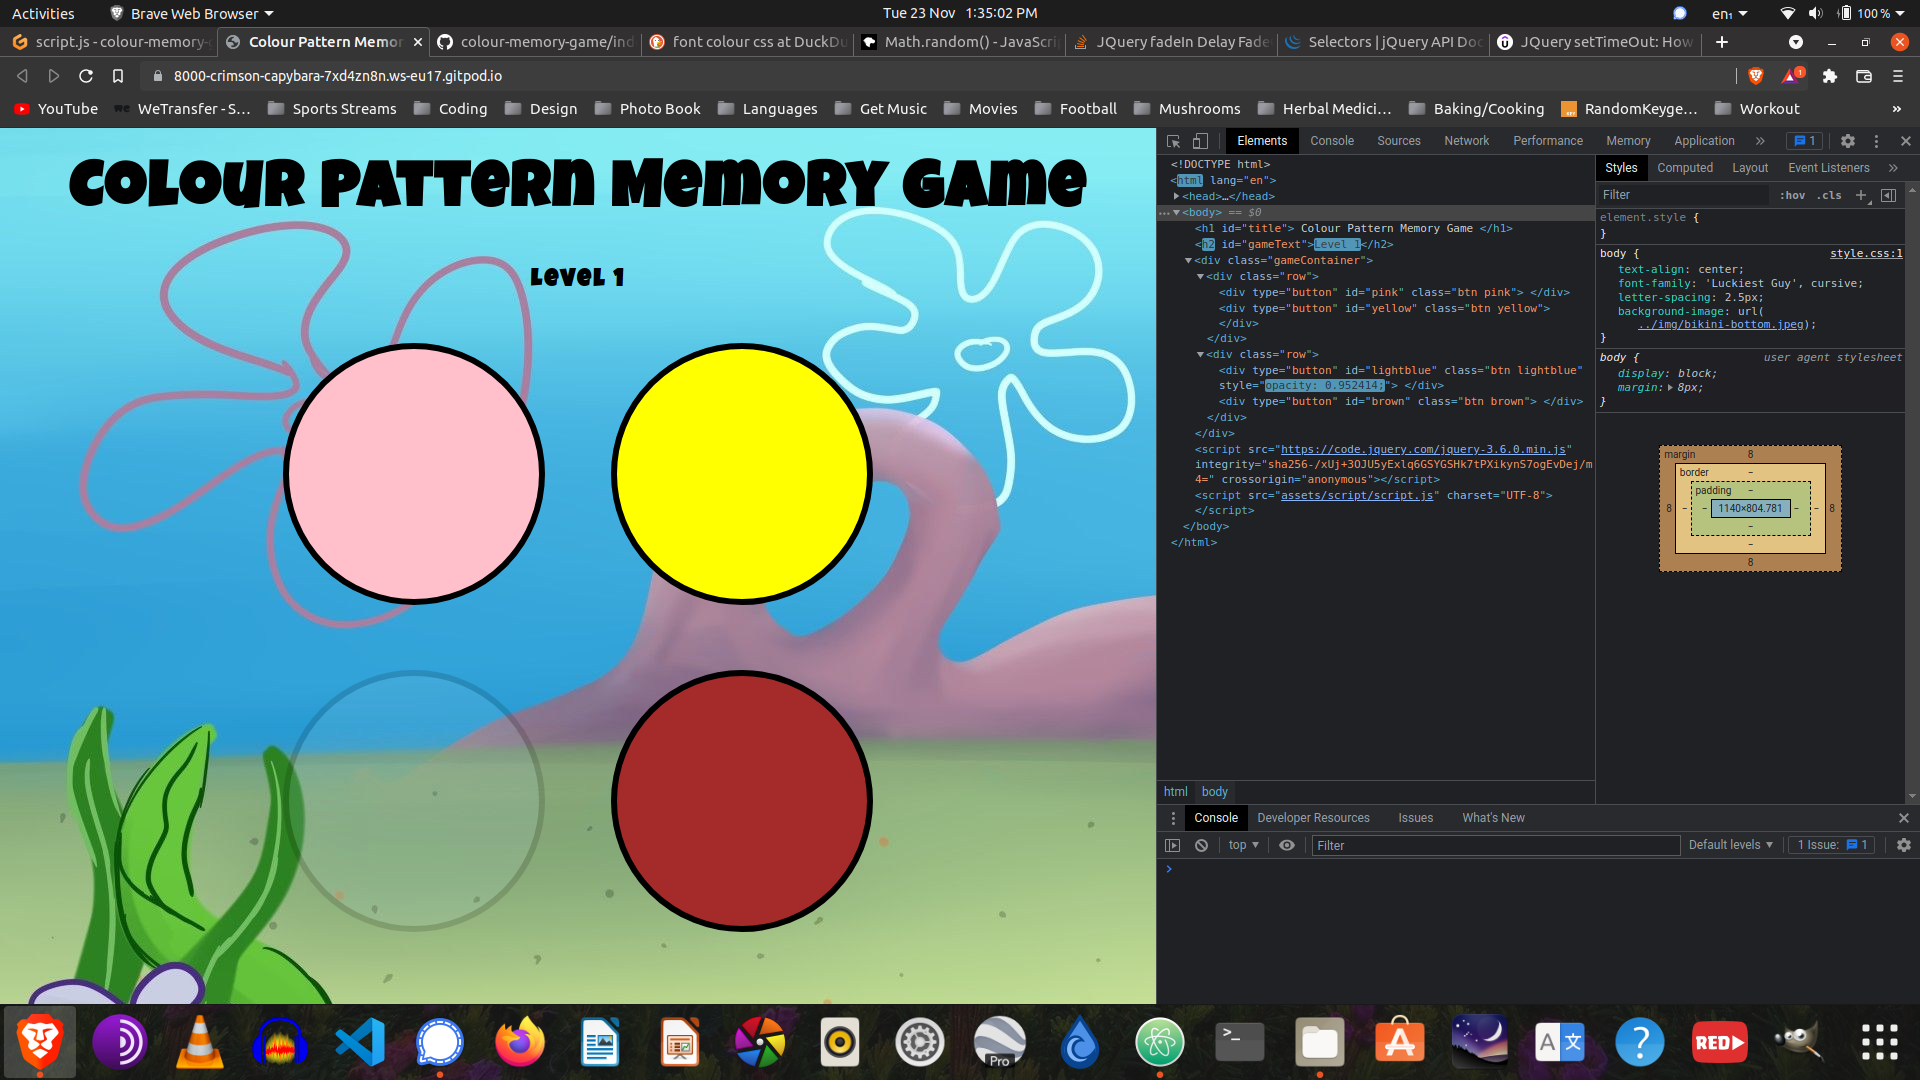 Activities Brave Web Browser Tue 23 Nov 1:35:02 PM en₁ 100 %
script.js - colour-memory-g Colour Pattern Memor colour-memory-game/ind font colour css at DuckDu Math.random() - JavaScri JQuery fadeIn Delay Fade Selectors | jQuery API Doc JQuery setTimeOut: How
8000-crimson-capybara-7xd4zn8n.ws-eu17.gitpod.io 1
YouTube we WeTransfer - S... Sports Streams Coding Design Photo Book Languages Get Music Movies Football Mushrooms Herbal Medici... Baking/Cooking RandomKeyge... Workout »
Colour Pattern Memory Game
Level 1
Elements Console Sources Network Performance Memory Application » 1
<!DOCTYPE html>
<html lang="en">
<head>…</head>
<body> == $0
<h1 id="title"> Colour Pattern Memory Game </h1>
<h2 id="gameText">Level 1</h2>
<div class="gameContainer">
<div class="row">
<div type="button" id="pink" class="btn pink"> </div>
<div type="button" id="yellow" class="btn yellow">
</div>
</div>
<div class="row">
<div type="button" id="lightblue" class="btn lightblue"
style="opacity: 0.952414;"> </div>
<div type="button" id="brown" class="btn brown"> </div>
</div>
</div>
<script src="https://code.jquery.com/jquery-3.6.0.min.js"
integrity="sha256-/xUj+3OJU5yExlq6GSYGSHk7tPXikynS7ogEvDej/m
4=" crossorigin="anonymous"></script>
<script src="assets/script/script.js" charset="UTF-8">
</script>
</body>
</html>
html body
Styles Computed Layout Event Listeners »
Filter :hov .cls +
element.style {
}
body { style.css:1
text-align: center;
font-family: 'Luckiest Guy', cursive;
letter-spacing: 2.5px;
background-image: url(
../img/bikini-bottom.jpeg);
}
body { user agent stylesheet
display: block;
margin: 8px;
}
margin 8
border –
padding –
8 – – 1140×804.781 – – 8
–
–
8
Console Developer Resources Issues What's New
top Filter Default levels 1 Issue: 1
>
Pro
>_
A 文
?
RED